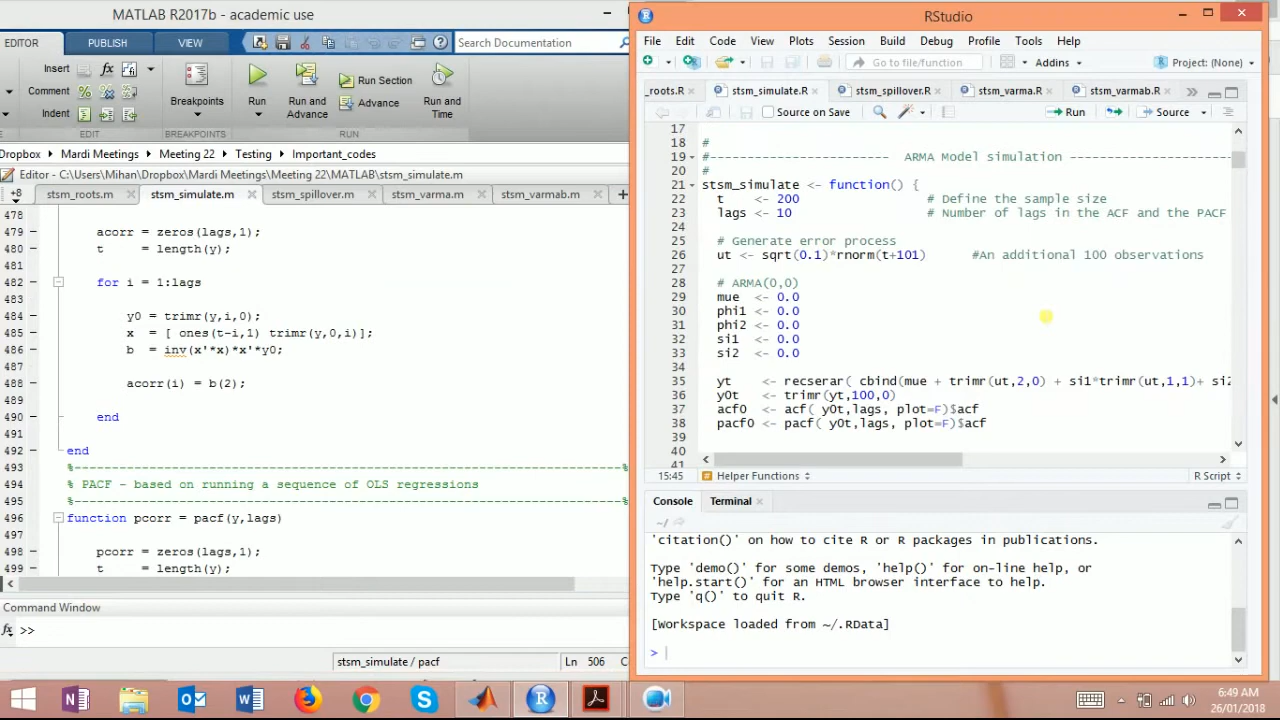 MATLAB R2017b - academic use
EDITOR PUBLISH VIEW Search Documentation
Insert fx
Comment %
Indent
EDIT
Breakpoints
BREAKPOINTS
Run
Run and Advance
Run Section
Advance
Run and Time
RUN
Dropbox Mardi Meetings Meeting 22 Testing Important_codes
Editor - C:\Users\Mihan\Dropbox\Mardi Meetings\Meeting 22\MATLAB\stsm_simulate.m
+8 stsm_roots.m stsm_simulate.m stsm_spillover.m stsm_varma.m stsm_varmab.m +
478
479 acorr = zeros(lags,1);
480 t = length(y);
481
482 for i = 1:lags
483
484 y0 = trimr(y,i,0);
485 x = [ ones(t-i,1) trimr(y,0,i)];
486 b = inv(x'*x)*x'*y0;
487
488 acorr(i) = b(2);
489
490 end
491
492 end
493 %--------------------------------------------------------------------------
494 % PACF - based on running a sequence of OLS regressions
495 %--------------------------------------------------------------------------
496 function pcorr = pacf(y,lags)
497
498 pcorr = zeros(lags,1);
499 t = length(y);
Command Window
fx >>
stsm_simulate / pacf Ln 506 C
RStudio
File Edit Code View Plots Session Build Debug Profile Tools Help
Go to file/function Addins Project: (None)
_roots.R stsm_simulate.R stsm_spillover.R stsm_varma.R stsm_varmab.R
Source on Save Run Source
17
18 #
19 #------------------------ ARMA Model simulation ---------------------
20 #
21 stsm_simulate <- function() {
22 t <- 200 # Define the sample size
23 lags <- 10 # Number of lags in the ACF and the PACF
24
25 # Generate error process
26 ut <- sqrt(0.1)*rnorm(t+101) #An additional 100 observations
27
28 # ARMA(0,0)
29 mue <- 0.0
30 phi1 <- 0.0
31 phi2 <- 0.0
32 si1 <- 0.0
33 si2 <- 0.0
34
35 yt <- recserar( cbind(mue + trimr(ut,2,0) + si1*trimr(ut,1,1)+ si2
36 y0t <- trimr(yt,100,0)
37 acf0 <- acf( y0t,lags, plot=F)$acf
38 pacf0 <- pacf( y0t,lags, plot=F)$acf
39
41
15:45 # Helper Functions R Script
Console Terminal
~/
'citation()' on how to cite R or R packages in publications.
Type 'demo()' for some demos, 'help()' for on-line help, or
'help.start()' for an HTML browser interface to help.
Type 'q()' to quit R.
[Workspace loaded from ~/.RData]
>
6:49 AM
26/01/2018